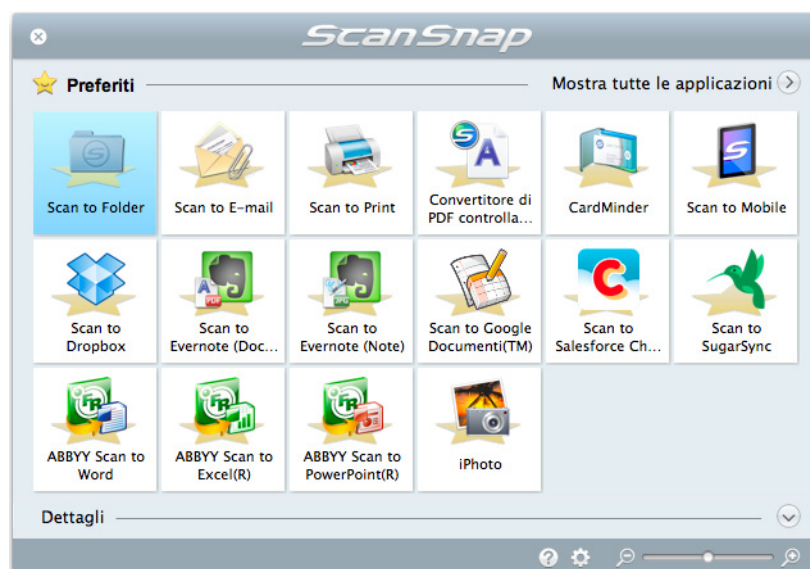 ScanSnap
Preferiti
Mostra tutte le applicazioni
Scan to Folder
Scan to E-mail
Scan to Print
Convertitore di
PDF controlla...
CardMinder
Scan to Mobile
Scan to
Dropbox
Scan to
Evernote (Doc...
Scan to
Evernote (Note)
Scan to Google
Documenti(TM)
Scan to
Salesforce Ch...
Scan to
SugarSync
ABBYY Scan to
Word
ABBYY Scan to
Excel(R)
ABBYY Scan to
PowerPoint(R)
iPhoto
Dettagli